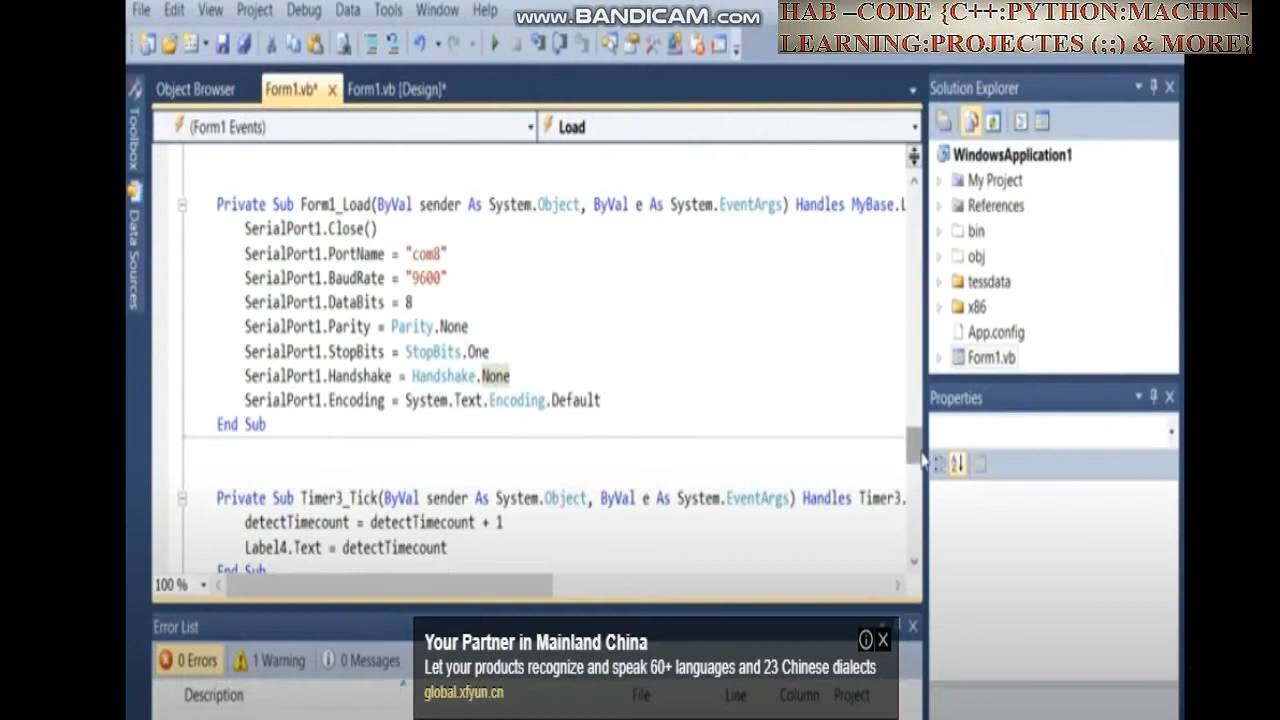 File Edit View Project Debug Data Tools Window Help
www.BANDICAM.com
HAB –CODE {C++:PYTHON:MACHIN-
LEARNING:PROJECTES (;;) & MORE}
Object Browser Form1.vb* Form1.vb [Design]*
(Form1 Events) Load
Toolbox
Data Sources
Private Sub Form1_Load(ByVal sender As System.Object, ByVal e As System.EventArgs) Handles MyBase.L
SerialPort1.Close()
SerialPort1.PortName = "com8"
SerialPort1.BaudRate = "9600"
SerialPort1.DataBits = 8
SerialPort1.Parity = Parity.None
SerialPort1.StopBits = StopBits.One
SerialPort1.Handshake = Handshake.None
SerialPort1.Encoding = System.Text.Encoding.Default
End Sub
Private Sub Timer3_Tick(ByVal sender As System.Object, ByVal e As System.EventArgs) Handles Timer3.
detectTimecount = detectTimecount + 1
Label4.Text = detectTimecount
End Sub
100 %
Solution Explorer
WindowsApplication1
My Project
References
bin
obj
tessdata
x86
App.config
Form1.vb
Properties
Error List
0 Errors 1 Warning 0 Messages
Description File Line Column Project
Your Partner in Mainland China
Let your products recognize and speak 60+ languages and 23 Chinese dialects
global.xfyun.cn